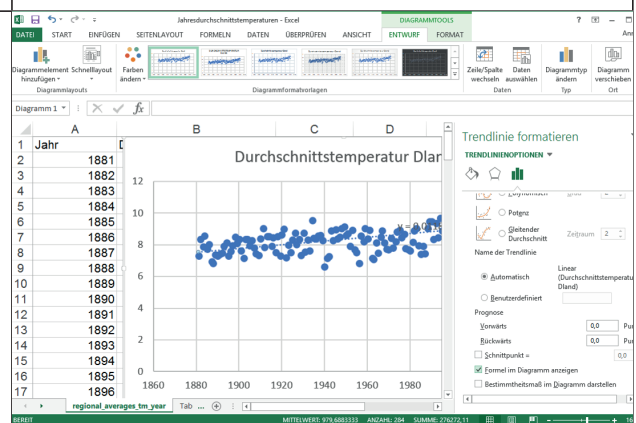 Jahresdurchschnittstemperaturen - Excel
DIAGRAMMTOOLS
DATEI START EINFÜGEN SEITENLAYOUT FORMELN DATEN ÜBERPRÜFEN ANSICHT ENTWURF FORMAT
Diagrammelement hinzufügen
Schnelllayout
Farben ändern
Zeile/Spalte wechseln
Daten auswählen
Diagrammtyp ändern
Diagramm verschieben
Diagrammlayouts
Diagrammformatvorlagen
Daten
Typ
Ort
Diagramm 1
fx
A B C D
1 Jahr
2 1881
3 1882
4 1883
5 1884
6 1885
7 1886
8 1887
9 1888
10 1889
11 1890
12 1891
13 1892
14 1893
15 1894
16 1895
17 1896
Durchschnittstemperatur Dlan
12
10
8
6
4
2
0
1860 1880 1900 1920 1940 1960 1980
Trendlinie formatieren
TRENDLINIENOPTIONEN
Potenz
Gleitender Durchschnitt
Zeitraum 2
Name der Trendlinie
Automatisch
Linear
(Durchschnittstemperatu
Dland)
Benutzerdefiniert
Prognose
Vorwärts 0,0 Pu
Rückwärts 0,0 Pu
Schnittpunkt = 0,0
Formel im Diagramm anzeigen
Bestimmtheitsmaß im Diagramm darstellen
regional_averages_tm_year
Tab ...
BEREIT
MITTELWERT: 979,6883333 ANZAHL: 284 SUMME: 276272,11